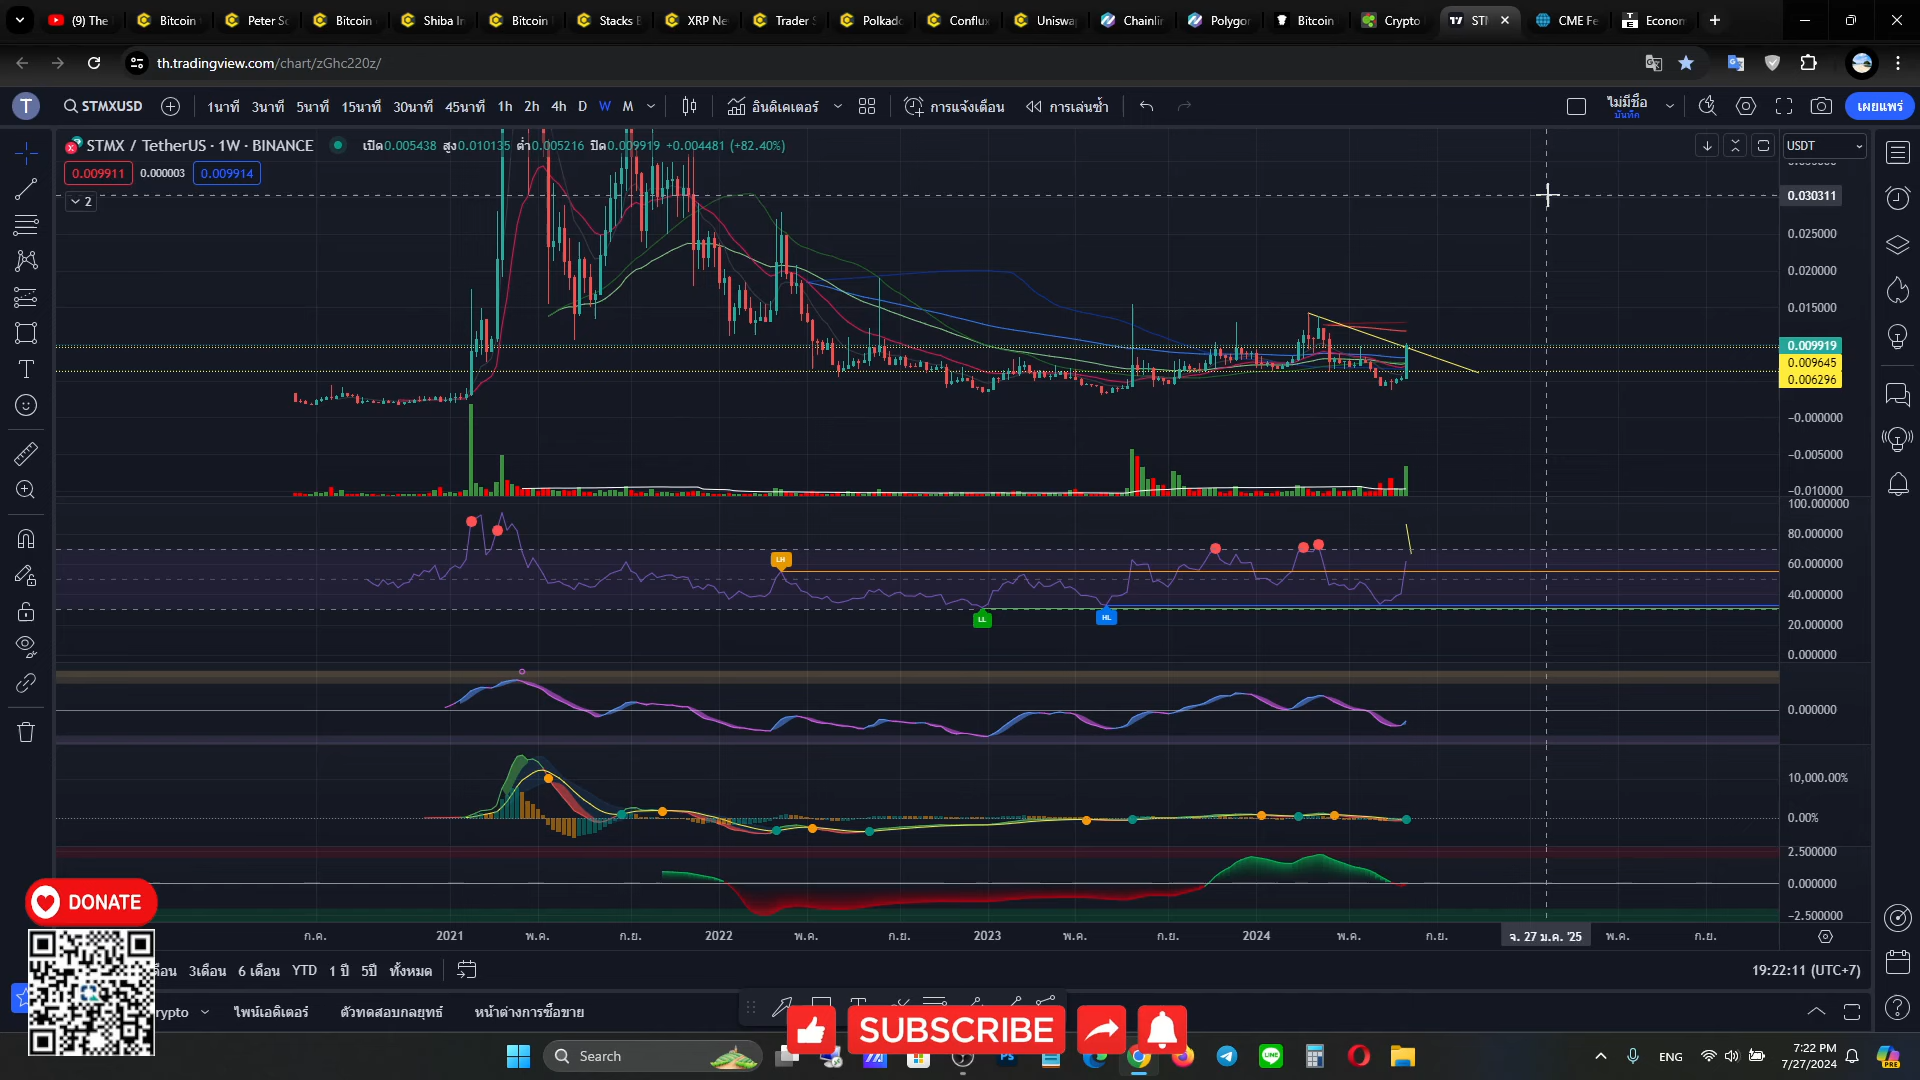 (9) The
Bitcoin
Peter Sc
Bitcoin
Shiba In
Bitcoin
Stacks
XRP New
Trader S
Polkado
Conflux
Uniswa
Chainlin
Polygon
Bitcoin
Crypto
STM
CME Fe
Econom
th.tradingview.com/chart/zGhc220z/
T
STMXUSD
1นาที 3นาที 5นาที 15นาที 30นาที 45นาที 1h 2h 4h D W M
อินดิเคเตอร์
การแจ้งเตือน
การเล่นซ้ำ
ไม่มีชื่อ
บันทึก
เผยแพร่
STMX / TetherUS · 1W · BINANCE
เปิด0.005438 สูง0.010135 ต่ำ0.005216 ปิด0.009919 +0.004481 (+82.40%)
USDT
0.009911
0.000003
0.009914
2
0.030311
0.025000
0.020000
0.015000
0.009919
0.009645
0.006296
−0.000000
−0.005000
−0.010000
100.000000
80.000000
60.000000
40.000000
20.000000
0.000000
LH
LL
HL
0.000000
10,000.00%
0.00%
2.500000
0.000000
−2.500000
ก.ค.
2021
พ.ค.
ก.ย.
2022
พ.ค.
ก.ย.
2023
พ.ค.
ก.ย.
2024
พ.ค.
ก.ย.
จ. 27 ม.ค. '25
พ.ค.
ก.ย.
DONATE
3เดือน 6 เดือน YTD 1 ปี 5ปี ทั้งหมด
19:22:11 (UTC+7)
ไพน์เอดิเตอร์
ตัวทดสอบกลยุทธ์
หน้าต่างการซื้อขาย
SUBSCRIBE
Search
ENG
7:22 PM
7/27/2024
PRE